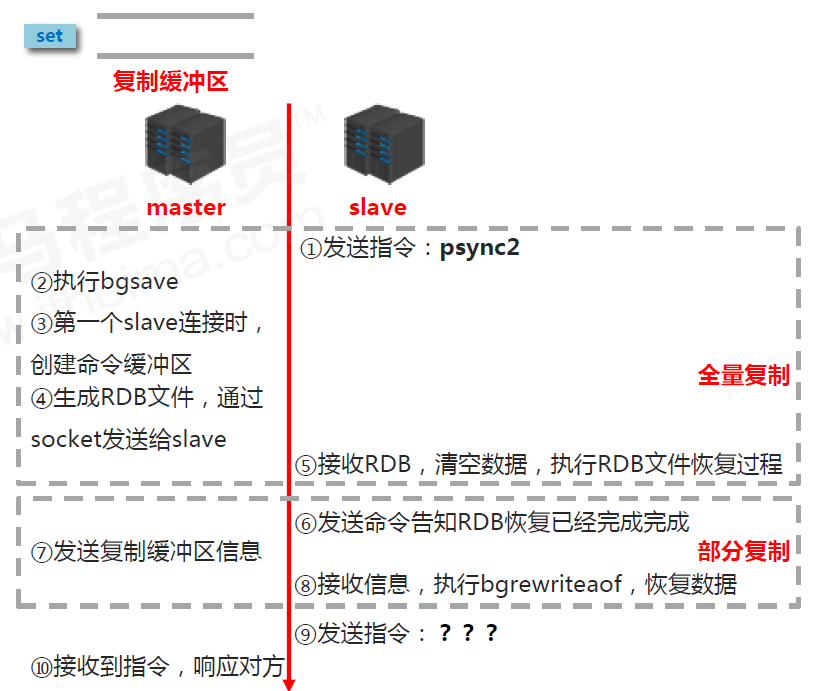 set
复制缓冲区
master
slave
①发送指令：psync2
②执行bgsave
③第一个slave连接时，
创建命令缓冲区
④生成RDB文件，通过
socket发送给slave
全量复制
⑤接收RDB，清空数据，执行RDB文件恢复过程
⑥发送命令告知RDB恢复已经完成完成
⑦发送复制缓冲区信息
部分复制
⑧接收信息，执行bgrewriteaof，恢复数据
⑨发送指令：？？？
⑩接收到指令，响应对方